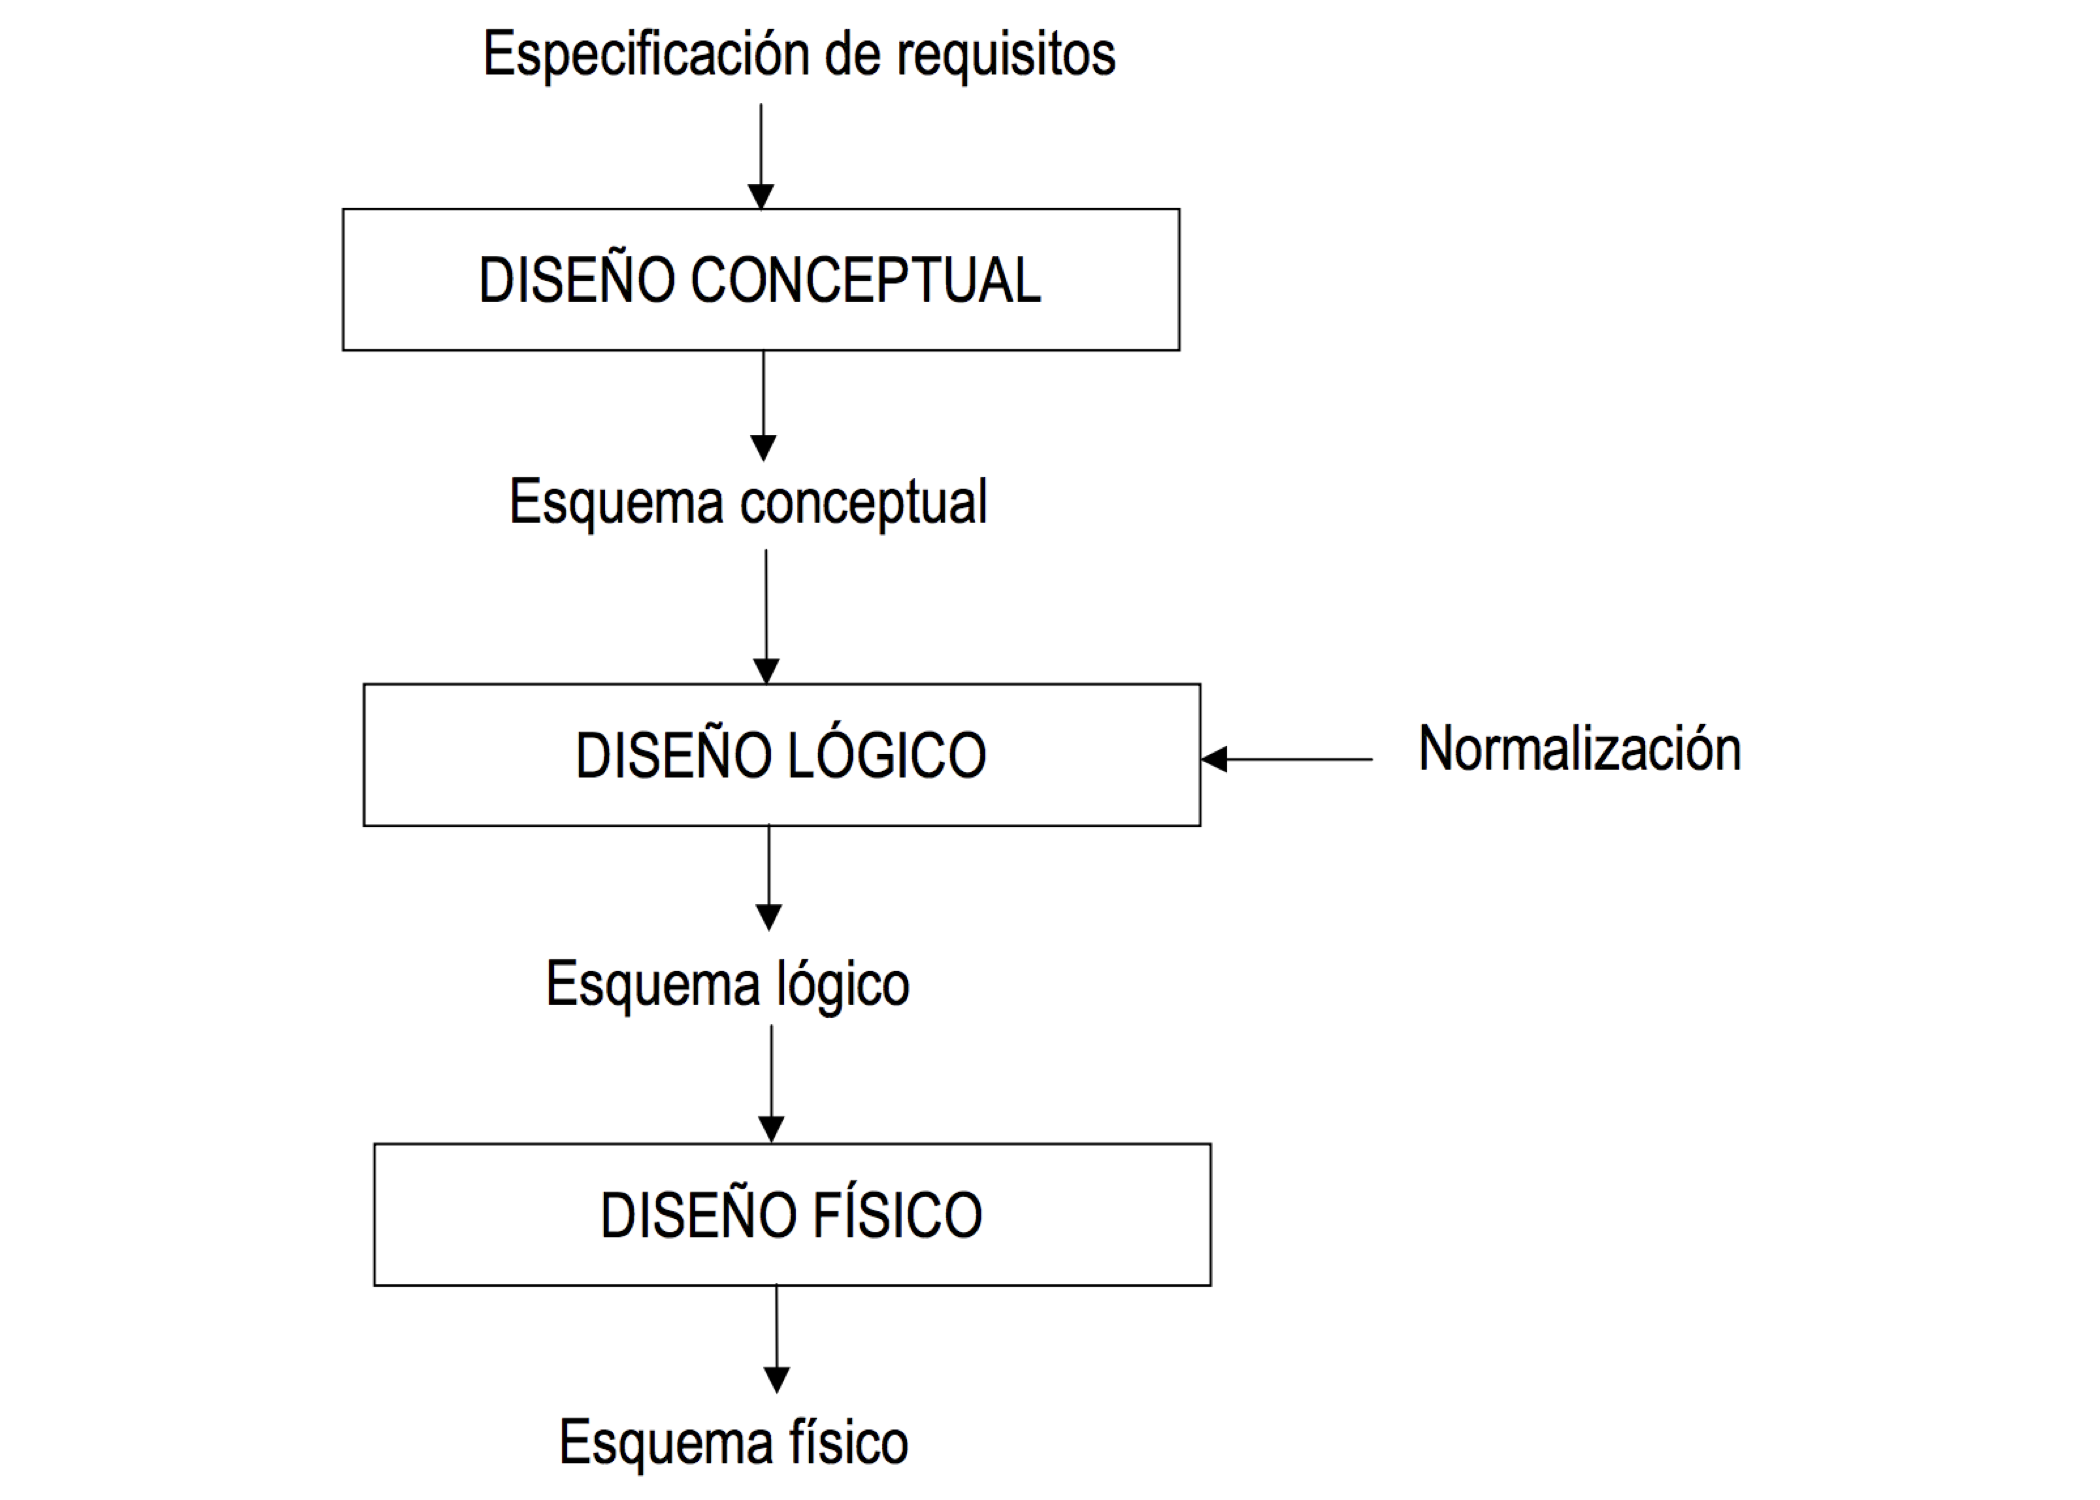 Especificación de requisitos
DISEÑO CONCEPTUAL
Esquema conceptual
DISEÑO LÓGICO
Normalización
Esquema lógico
DISEÑO FÍSICO
Esquema físico